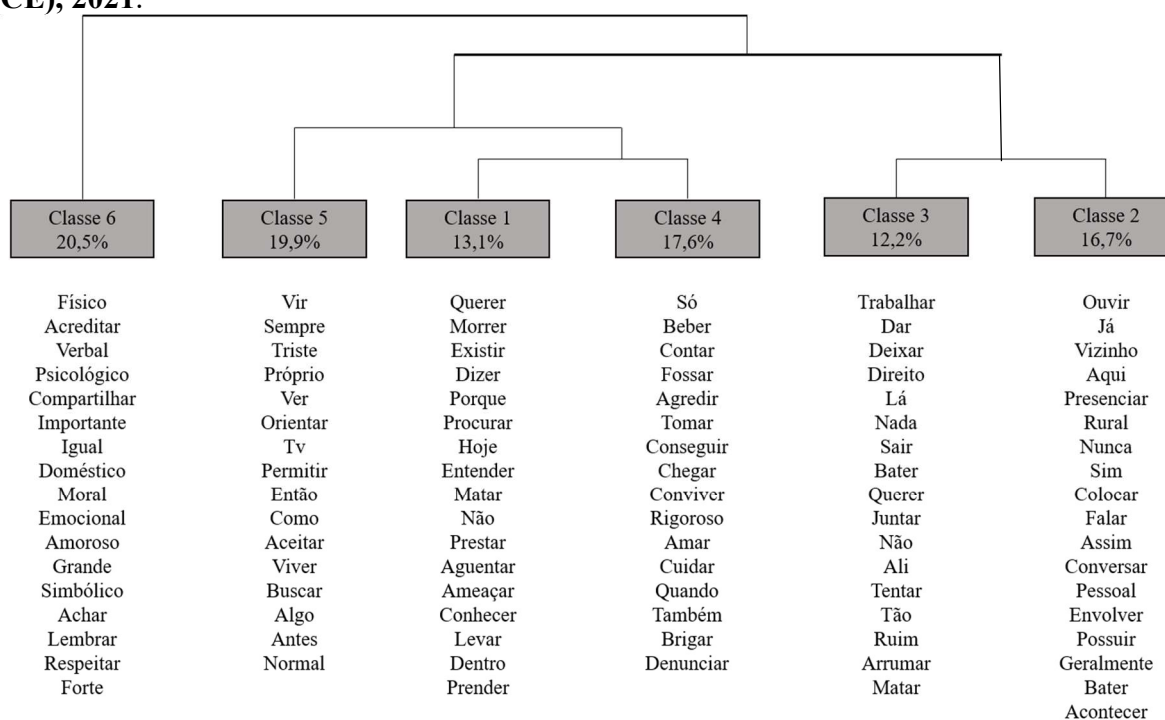 CE), 2021.
Classe 6
20,5%
Físico
Acreditar
Verbal
Psicológico
Compartilhar
Importante
Igual
Doméstico
Moral
Emocional
Amoroso
Grande
Simbólico
Achar
Lembrar
Respeitar
Forte
Classe 5
19,9%
Vir
Sempre
Triste
Próprio
Ver
Orientar
Tv
Permitir
Então
Como
Aceitar
Viver
Buscar
Algo
Antes
Normal
Classe 1
13,1%
Querer
Morrer
Existir
Dizer
Porque
Procurar
Hoje
Entender
Matar
Não
Prestar
Aguentar
Ameaçar
Conhecer
Levar
Dentro
Prender
Classe 4
17,6%
Só
Beber
Contar
Fossar
Agredir
Tomar
Conseguir
Chegar
Conviver
Rigoroso
Amar
Cuidar
Quando
Também
Brigar
Denunciar
Classe 3
12,2%
Trabalhar
Dar
Deixar
Direito
Lá
Nada
Sair
Bater
Querer
Juntar
Não
Ali
Tentar
Tão
Ruim
Arrumar
Matar
Classe 2
16,7%
Ouvir
Já
Vizinho
Aqui
Presenciar
Rural
Nunca
Sim
Colocar
Falar
Assim
Conversar
Pessoal
Envolver
Possuir
Geralmente
Bater
Acontecer